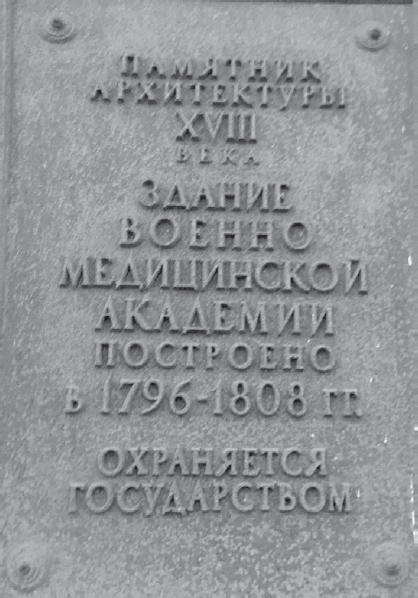 ПАМЯТНИК
АРХИТЕКТУРЫ
XVIII
ВЕКА
ЗДАНИЕ
ВОЕННО
МЕДИЦИНСКОЙ
АКАДЕМИИ
ПОСТРОЕНО
В 1796-1808 ГГ.
ОХРАНЯЕТСЯ
ГОСУДАРСТВОМ